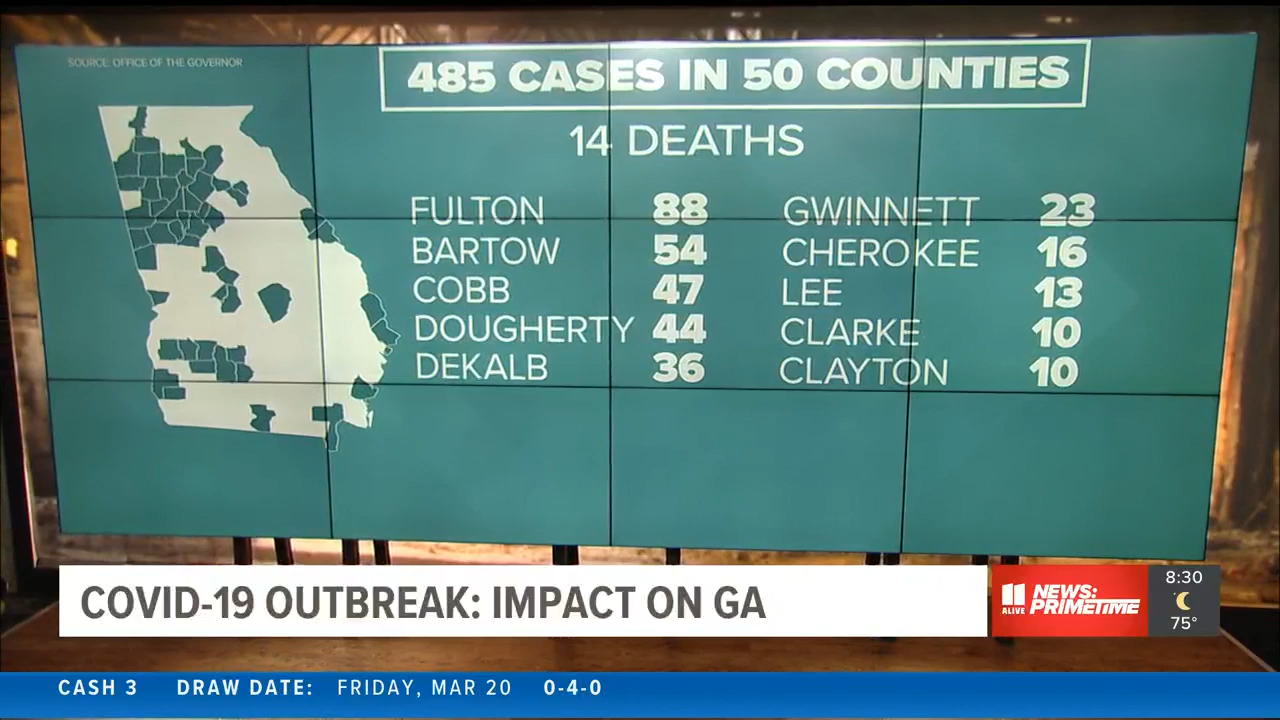 SOURCE: OFFICE OF THE GOVERNOR
485 CASES IN 50 COUNTIES
14 DEATHS
FULTON 88
BARTOW 54
COBB 47
DOUGHERTY 44
DEKALB 36
GWINNETT 23
CHEROKEE 16
LEE 13
CLARKE 10
CLAYTON 10
COVID-19 OUTBREAK: IMPACT ON GA
11 ALIVE NEWS: PRIMETIME
8:30
75°
CASH 3 DRAW DATE: FRIDAY, MAR 20 0-4-0